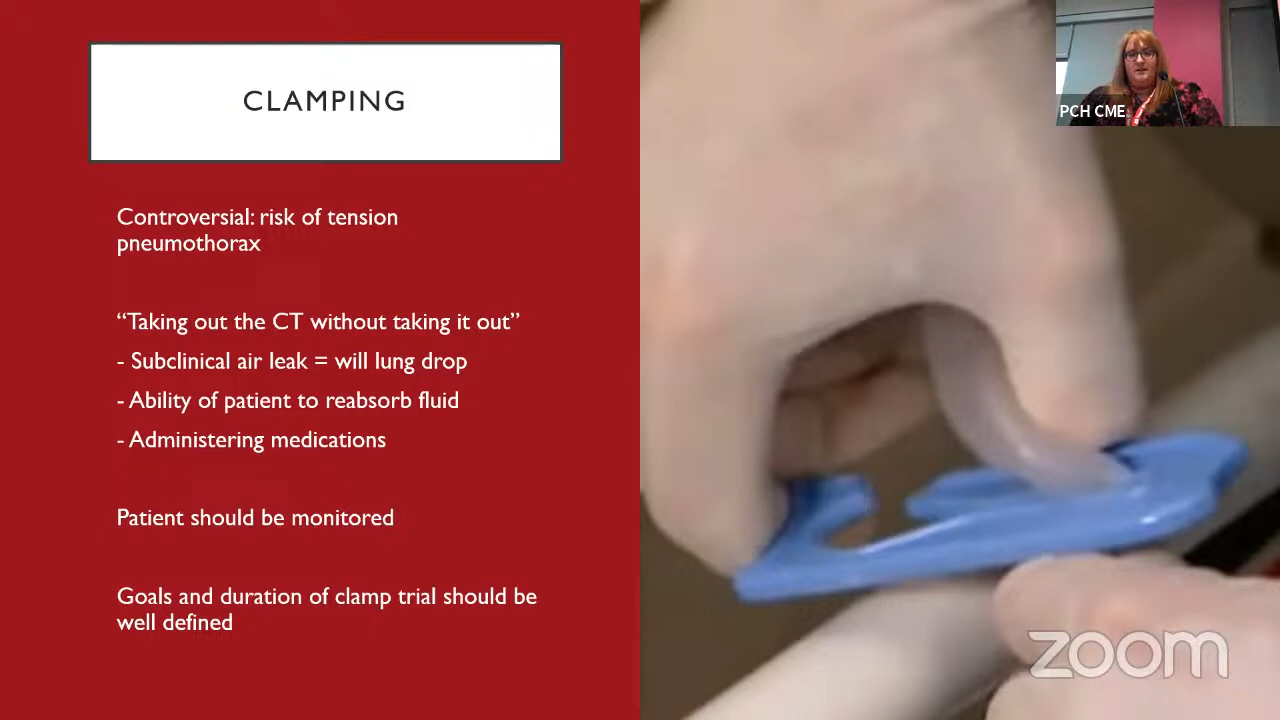 CLAMPING
Controversial: risk of tension
pneumothorax
“Taking out the CT without taking it out”
- Subclinical air leak = will lung drop
- Ability of patient to reabsorb fluid
- Administering medications
Patient should be monitored
Goals and duration of clamp trial should be
well defined
PCH CME
zoom